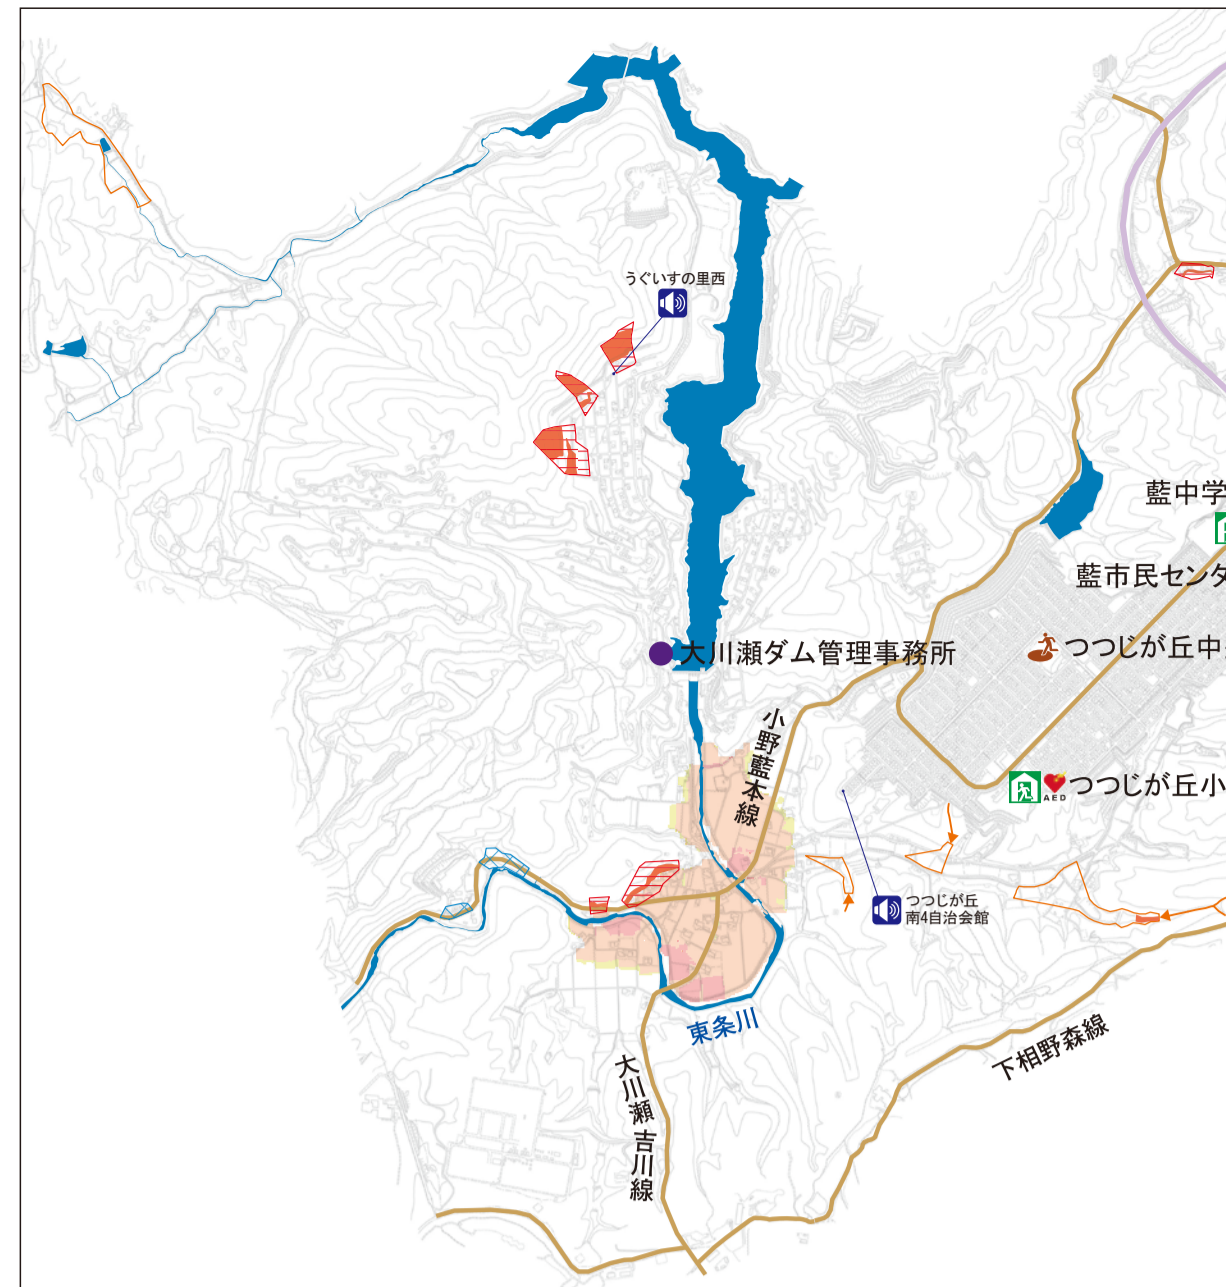 うぐいすの里西
藍中学
藍市民センタ
大川瀬ダム管理事務所
つつじが丘中
小野藍本線
AED
つつじが丘小
つつじが丘
南4自治会館
東条川
下相野森線
大川瀬吉川線